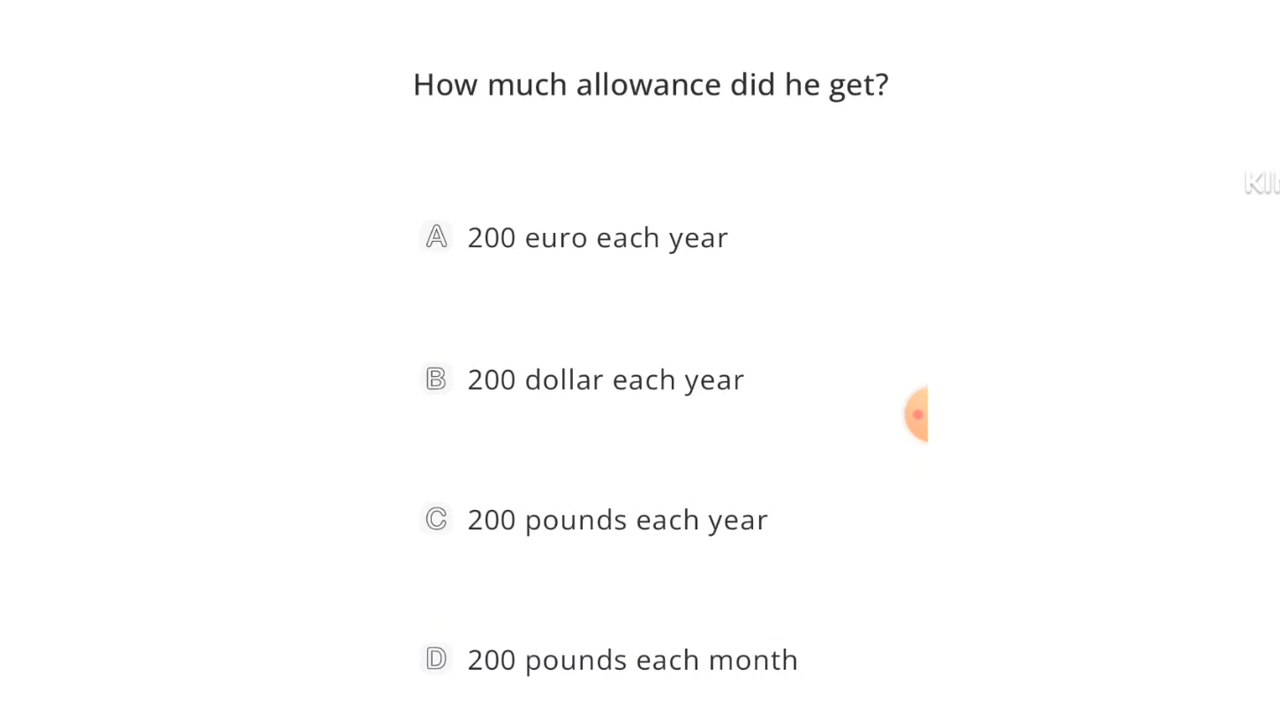 How much allowance did he get?
A 200 euro each year
B 200 dollar each year
C 200 pounds each year
D 200 pounds each month